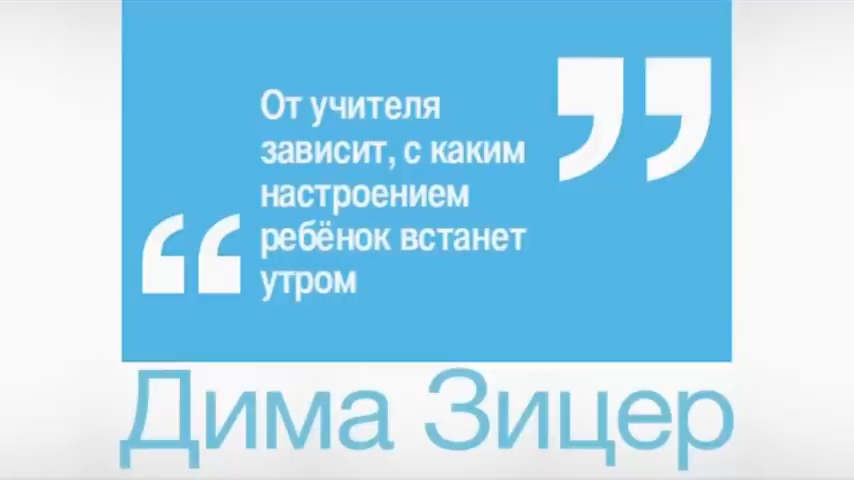 От учителя
зависит, с каким
настроением
ребёнок встанет
утром
Дима Зицер